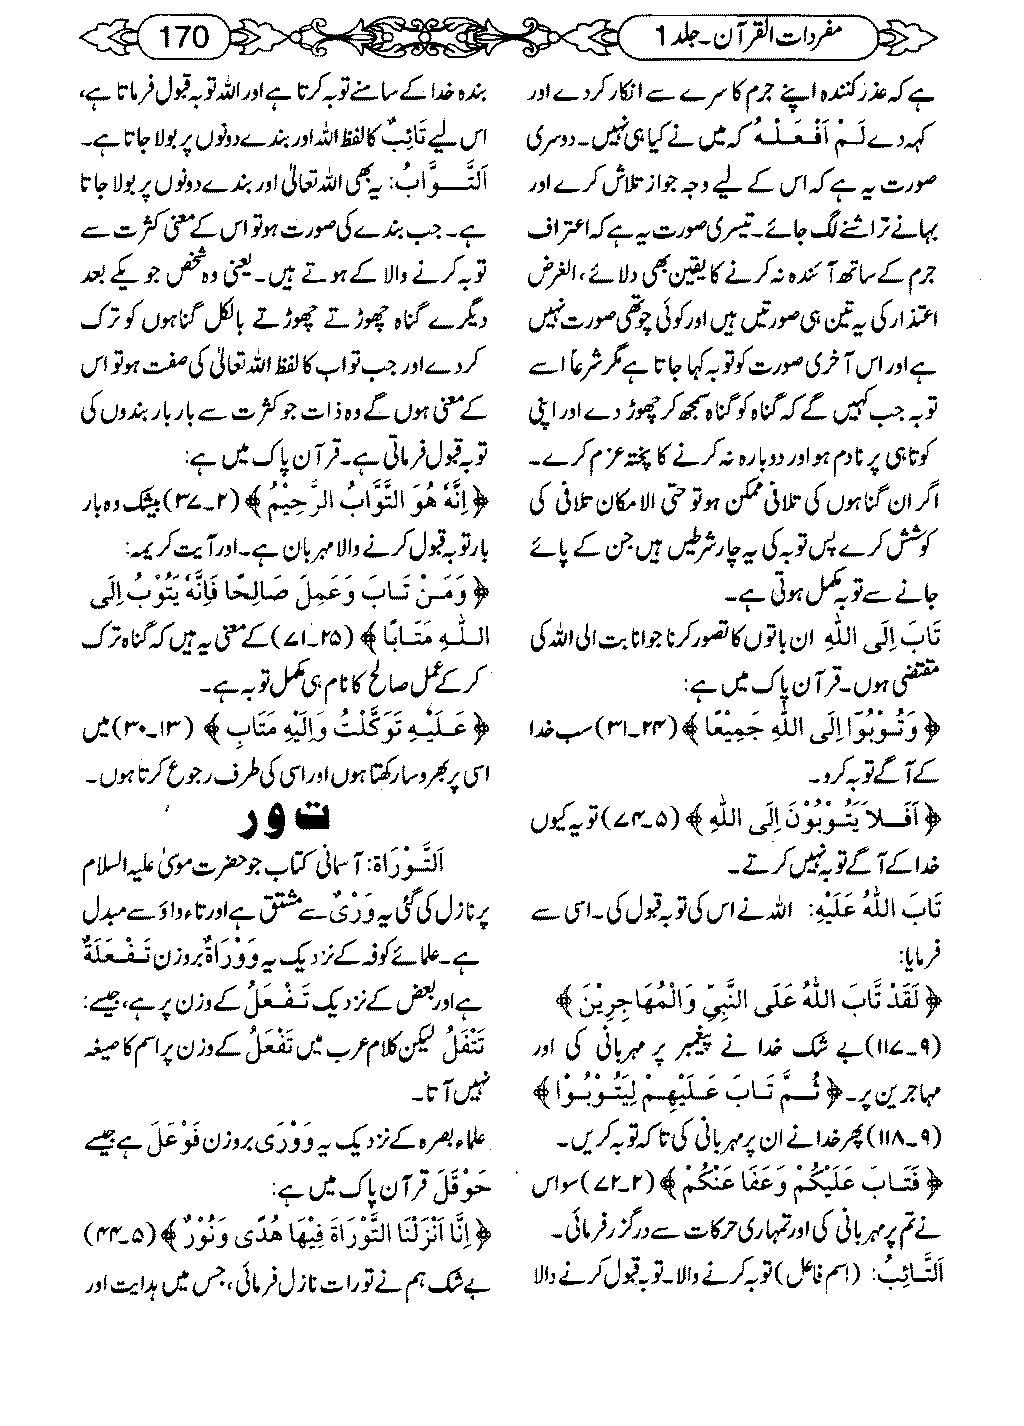 مفردات القرآن۔جلد 1
170
ہے کہ عذر کنندہ اپنے جرم کا سرے سے انکار کر دے اور
کہہ دے لَمْ اَفْعَلْهُ کہ میں نے کیا ہی نہیں۔ دوسری
صورت یہ ہے کہ اس کے لیے وجہ جواز تلاش کرے اور
بہانے تراشنے لگ جائے۔ تیسری صورت یہ ہے کہ اعتراف
جرم کے ساتھ آئندہ نہ کرنے کا یقین بھی دلائے، الغرض
اعتذار کی یہ تین ہی صورتیں ہیں اور کوئی چوتھی صورت نہیں
ہے اور اس آخری صورت کو توبہ کہا جاتا ہے مگر شرعاً اسے
توبہ جب کہیں گے کہ گناہ کو گناہ سمجھ کر چھوڑ دے اور اپنی
کوتاہی پر نادم ہو اور دوبارہ نہ کرنے کا پختہ عزم کرے۔
اگر ان گناہوں کی تلافی ممکن ہو تو حتی الامکان تلافی کی
کوشش کرے پس توبہ کی یہ چار شرطیں ہیں جن کے پائے
جانے سے توبہ مکمل ہوتی ہے۔
تَابَ اِلَی اللهِ ان باتوں کا تصور کرنا جو انابت الی اللہ کی
مقتضی ہوں۔ قرآن پاک میں ہے:
﴿وَتُوْبُوْا اِلَی اللهِ جَمِيْعًا﴾ (۲۴۔۳۱) سب خدا
کے آگے توبہ کرو۔
﴿اَفَلَا يَتُوْبُوْنَ اِلَی اللهِ﴾ (۵۔۷۴) تو یہ کیوں
خدا کے آگے توبہ نہیں کرتے۔
تَابَ اللهُ عَلَيْهِ: اللہ نے اس کی توبہ قبول کی۔ اسی سے
فرمایا:
﴿لَقَدْ تَّابَ اللهُ عَلَی النَّبِيِّ وَالْمُهَاجِرِيْنَ﴾
(۹۔۱۱۷) بے شک خدا نے پیغمبر پر مہربانی کی اور
مہاجرین پر۔ ﴿ثُمَّ تَابَ عَلَيْهِمْ لِيَتُوْبُوْا﴾
(۹۔۱۱۸) پھر خدا نے ان پر مہربانی کی تاکہ توبہ کریں۔
﴿فَتَابَ عَلَيْكُمْ وَعَفَا عَنْكُمْ﴾ (۲۔۷۲) سو اس
نے تم پر مہربانی کی اور تمہاری حرکات سے درگزر فرمائی۔
اَلتَّائِبُ: (اسم فاعل) توبہ کرنے والا۔ توبہ قبول کرنے والا
بندہ خدا کے سامنے توبہ کرتا ہے اور اللہ توبہ قبول فرماتا ہے،
اس لیے تَائِبٌ کا لفظ اللہ اور بندے دونوں پر بولا جاتا ہے۔
اَلتَّوَّابُ: یہ بھی اللہ تعالیٰ اور بندے دونوں پر بولا جاتا
ہے۔ جب بندے کی صورت ہو تو اس کے معنی کثرت سے
توبہ کرنے والا کے ہوتے ہیں۔ یعنی وہ شخص جو یکے بعد
دیگرے گناہ چھوڑتے چھوڑتے بالکل گناہوں کو ترک
کر دے اور جب تواب کا لفظ اللہ تعالیٰ کی صفت ہو تو اس
کے معنی ہوں گے وہ ذات جو کثرت سے بار بار بندوں کی
توبہ قبول فرماتی ہے۔ قرآن پاک میں ہے:
﴿اِنَّهٗ هُوَ التَّوَّابُ الرَّحِيْمُ﴾ (۲۔۳۷) بیشک وہ بار
بار توبہ قبول کرنے والا مہربان ہے۔ اور آیت کریمہ:
﴿وَمَنْ تَابَ وَعَمِلَ صَالِحًا فَاِنَّهٗ يَتُوْبُ اِلَی
اللهِ مَتَابًا﴾ (۲۵۔۷۱) کے معنی یہ ہیں کہ گناہ ترک
کر کے عمل صالح کا نام ہی مکمل توبہ ہے۔
﴿عَلَيْهِ تَوَكَّلْتُ وَاِلَيْهِ مَتَابِ﴾ (۱۳۔۳۰) میں
اسی پر بھروسا رکھتا ہوں اور اسی کی طرف رجوع کرتا ہوں۔
ت و ر
اَلتَّوْرَاةُ: آسمانی کتاب جو حضرت موسیٰ علیہ السلام
پر نازل کی گئی یہ وَرْیٌ سے مشتق ہے اور تاء واؤ سے مبدل
ہے۔ علمائے کوفہ کے نزدیک یہ وَوْرَاةٌ بروزن تَفْعَلَةٌ
ہے اور بعض کے نزدیک تَفْعَلُ کے وزن پر ہے، جیسے:
تَتْفَلُ لیکن کلام عرب میں تَفْعَلُ کے وزن پر اسم کا صیغہ
نہیں آتا۔
علماء بصرہ کے نزدیک یہ وَوْرَی بروزن فَوْعَلَ ہے جیسے
حَوْقَلَ قرآن پاک میں ہے:
﴿اِنَّا اَنْزَلْنَا التَّوْرَاةَ فِيْهَا هُدًی وَنُوْرٌ﴾ (۵۔۴۴)
بے شک ہم نے تورات نازل فرمائی، جس میں ہدایت اور